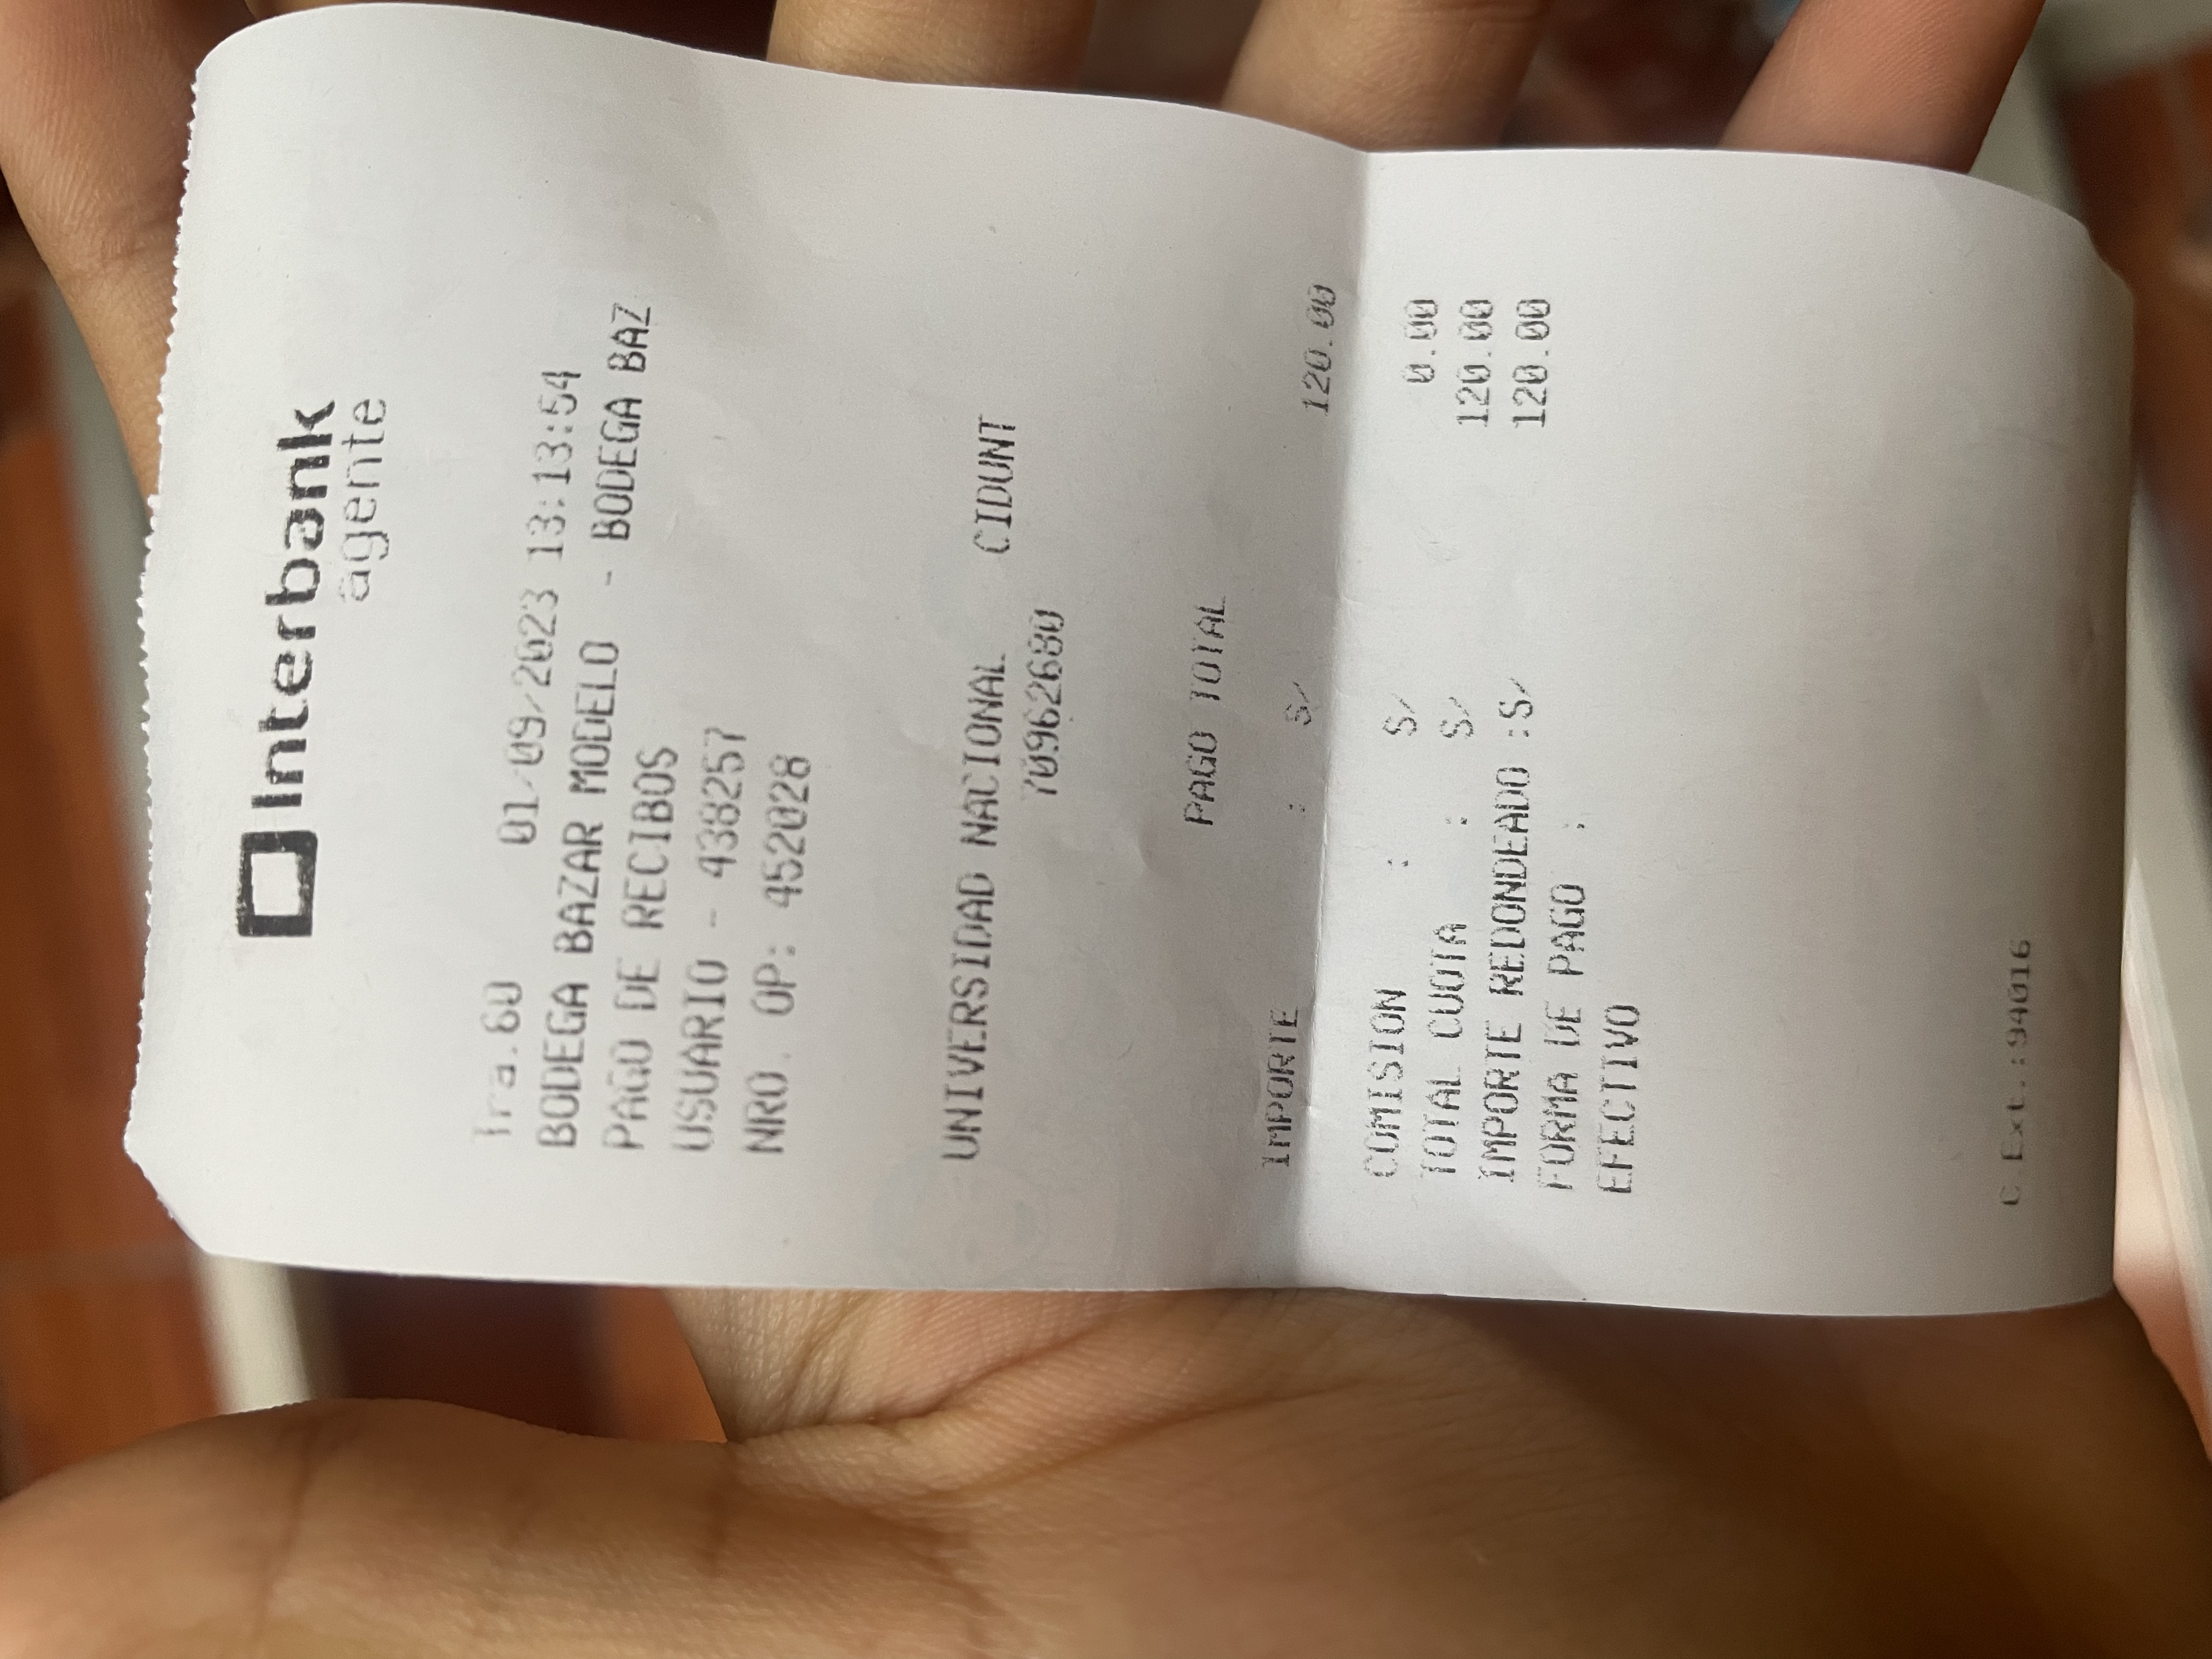 Interbank
agente
Tra.60 01/09/2023 13:13:54
BODEGA BAZAR MODELO - BODEGA BAZ
PAGO DE RECIBOS
USUARIO - 438257
NRO. OP: 452028
UNIVERSIDAD NACIONAL CIDUNT
70962680
PAGO TOTAL
IMPORTE : S/ 120.00
COMISION : S/ 0.00
TOTAL CUOTA : S/ 120.00
IMPORTE REDONDEADO :S/ 120.00
FORMA DE PAGO :
EFECTIVO
C Ext.:94016